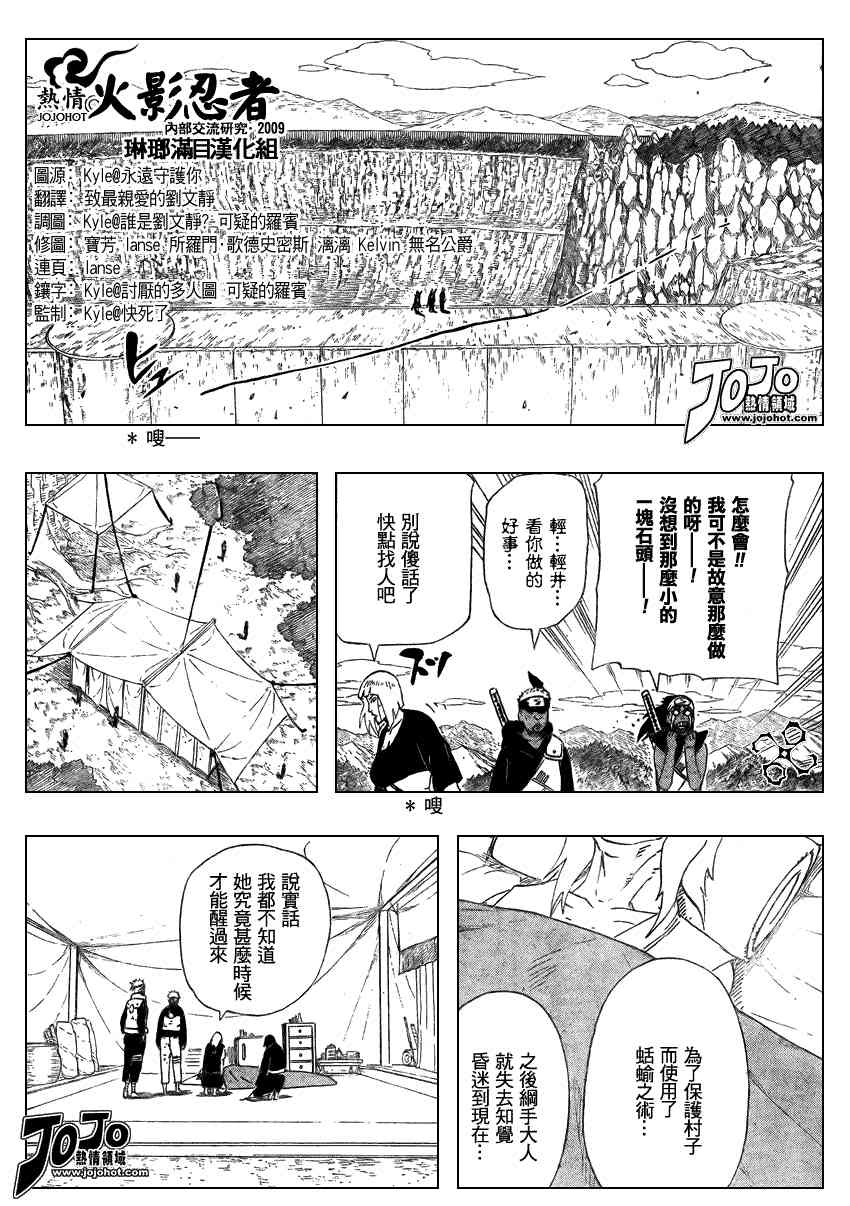 熱情
JOJOHOT
火影忍者
內部交流研究·2009
琳瑯滿目漢化組
圖源: Kyle@永遠守護你
翻譯: 致最親愛的劉文靜
調圖: Kyle@誰是劉文靜? 可疑的羅賓
修圖: 寶芳 Ianse 所羅門·歌德史密斯 漓漓 Kelvin 無名公爵
連頁: Ianse
鑲字: Kyle@討厭的多人圖 可疑的羅賓
監制: Kyle@快死了
ヒュ
JOJO
熱情領域
www.jojohot.com
* 嗖——
怎麼會!!
我可不是故意那麼做
的呀——!
沒想到那麼小的
一塊石頭——!
輕…輕井…
看你做的
好事…
別說傻話了
快點找人吧
ズッ
* 嗖
為了保護村子
而使用了
蛞蝓之術…
之後綱手大人
就失去知覺
昏迷到現在…
說實話
我都不知道
她究竟甚麼時候
才能醒過來
JOJO
熱情領域
www.jojohot.com